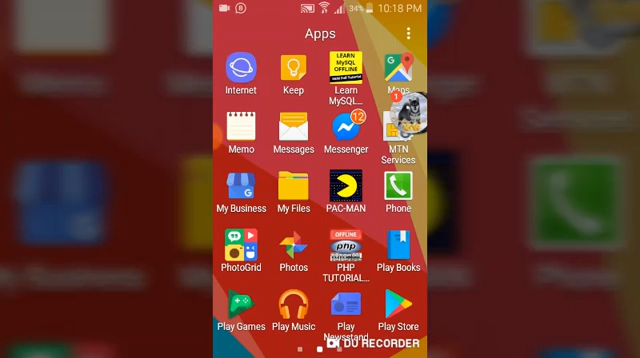 34% 10:18 PM
Apps
LEARN
MySQL
OFFLINE
Internet Keep Learn MySQL... Maps
1
12
Memo Messages Messenger MTN Services
My Business My Files PAC-MAN Phone
OFFLINE
php
PhotoGrid Photos PHP TUTORIAL... Play Books
Play Games Play Music Play Newsstand Play Store
DU RECORDER